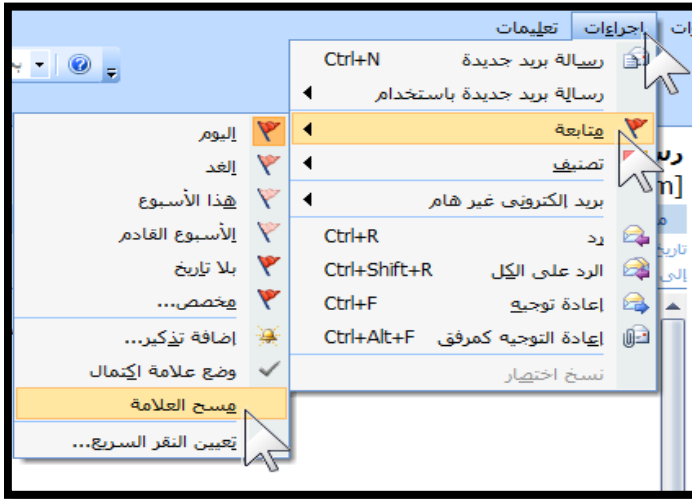 إجراءات تعليمات
رسالة بريد جديدة Ctrl+N
رسالة بريد جديدة باستخدام
متابعة
تصنيف
بريد إلكتروني غير هام
رد Ctrl+R
الرد على الكل Ctrl+Shift+R
إعادة توجيه Ctrl+F
إعادة التوجيه كمرفق Ctrl+Alt+F
نسخ اختصار
اليوم
الغد
هذا الأسبوع
الأسبوع القادم
بلا تاريخ
مخصص...
إضافة تذكير...
وضع علامة اكتمال
مسح العلامة
تعيين النقر السريع...